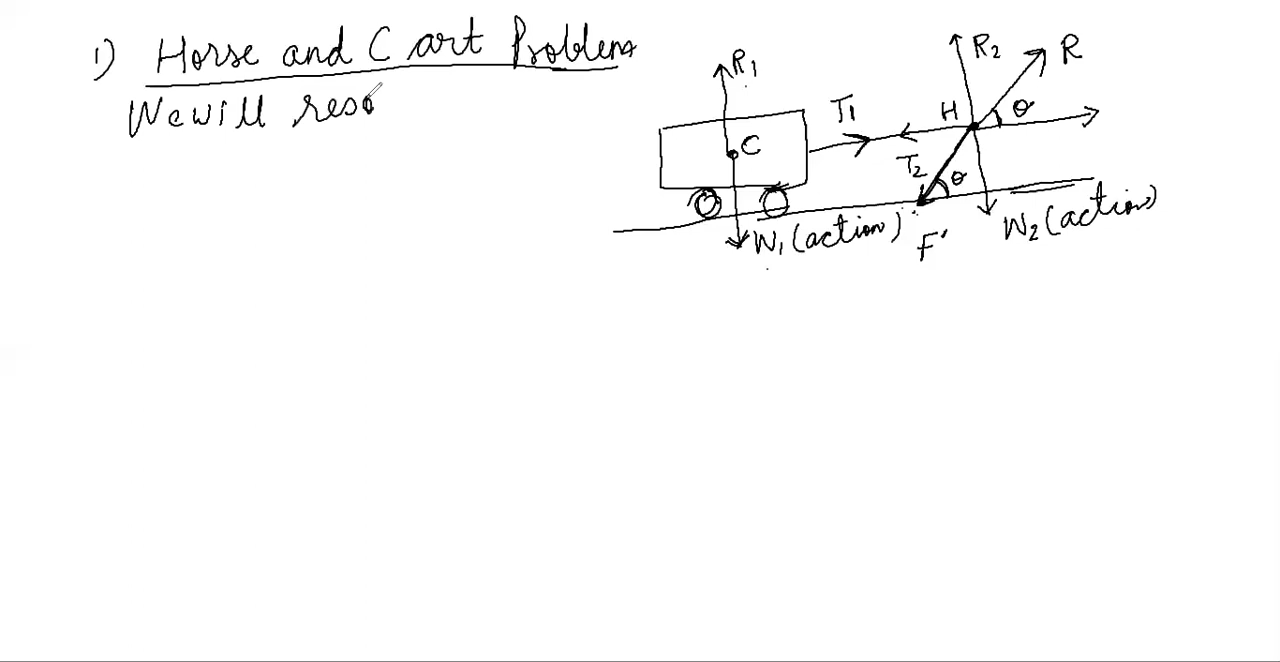 1) Horse and Cart Problem
We will reso
R1
C
W1 (action)
T1
T2
H
R2
R
θ
θ
F'
W2 (action)